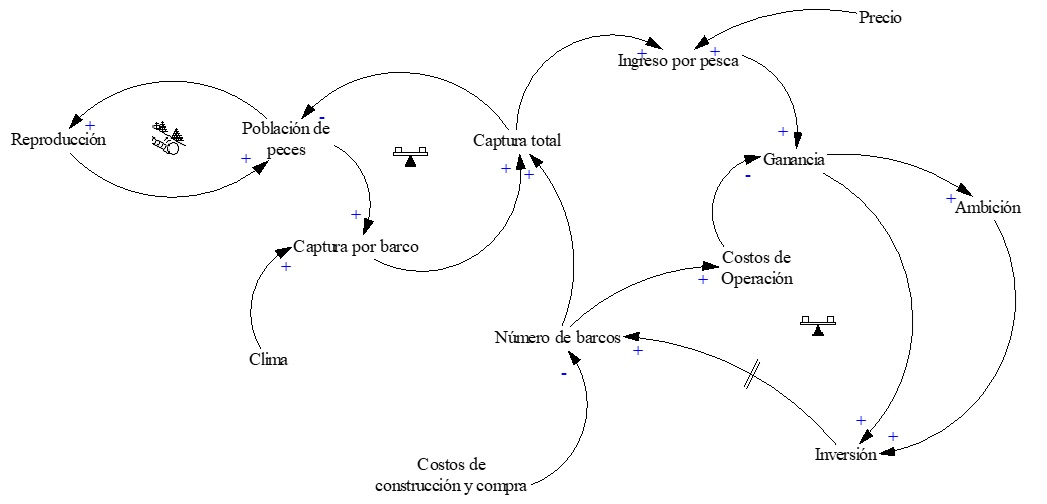 Precio
Ingreso por pesca
+
+
Reproducción
+
Población de
peces
+
-
Captura total
+
+
+
Ganancia
-
+
Ambición
+
Captura por barco
+
Costos de
Operación
+
Número de barcos
+
-
Clima
+
+
Inversión
Costos de
construcción y compra